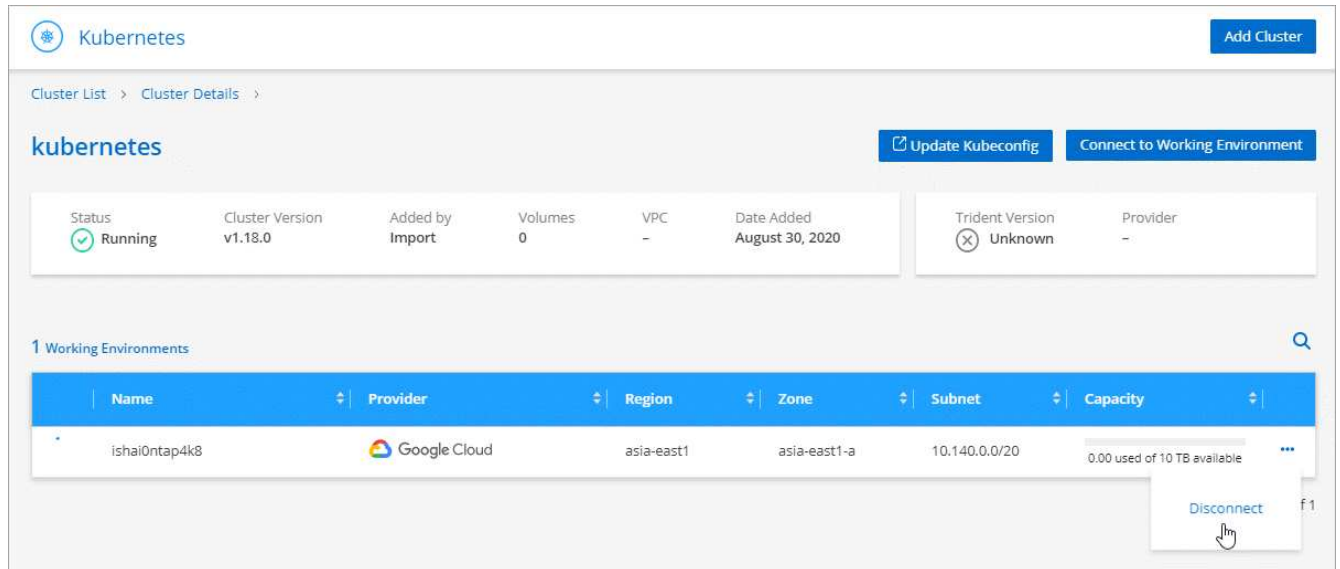 Kubernetes
Add Cluster
Cluster List > Cluster Details >
kubernetes
Update Kubeconfig
Connect to Working Environment
Status Cluster Version Added by Volumes VPC Date Added Trident Version Provider
Running v1.18.0 Import 0 – August 30, 2020 Unknown –
1 Working Environments
Name Provider Region Zone Subnet Capacity
ishai0ntap4k8 Google Cloud asia-east1 asia-east1-a 10.140.0.0/20 0.00 used of 10 TB available
Disconnect
f 1